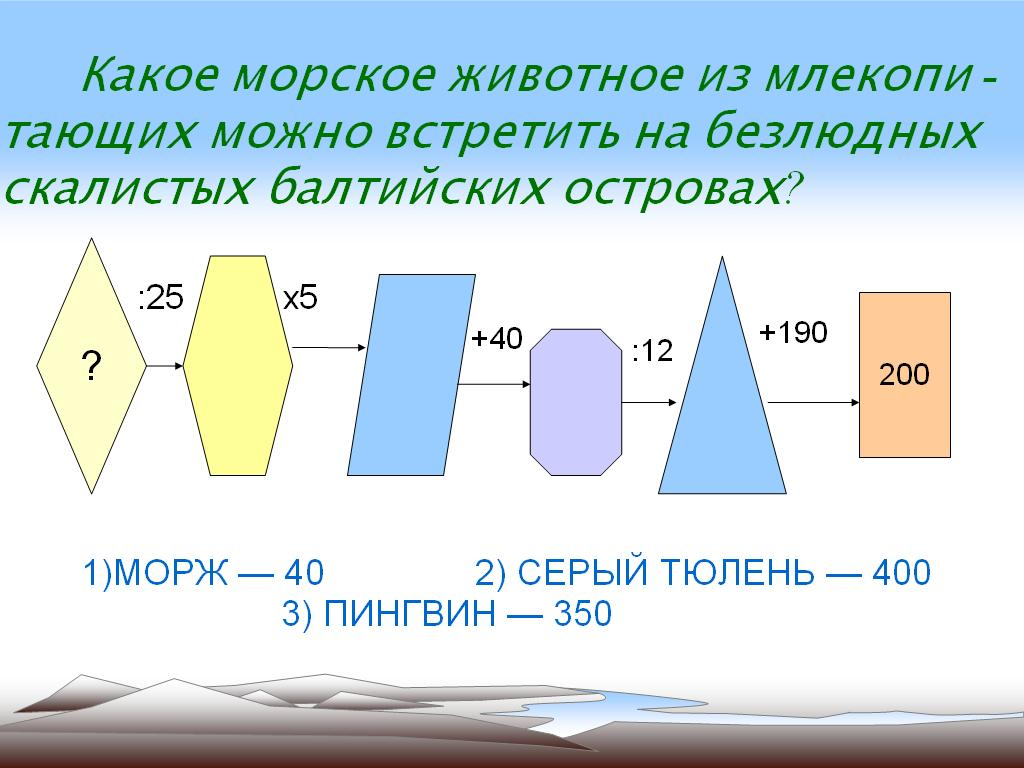 Какое морское животное из млекопи -
тающих можно встретить на безлюдных
скалистых балтийских островах?
:25
х5
+40
:12
+190
?
200
1)МОРЖ — 40 2) СЕРЫЙ ТЮЛЕНЬ — 400
3) ПИНГВИН — 350